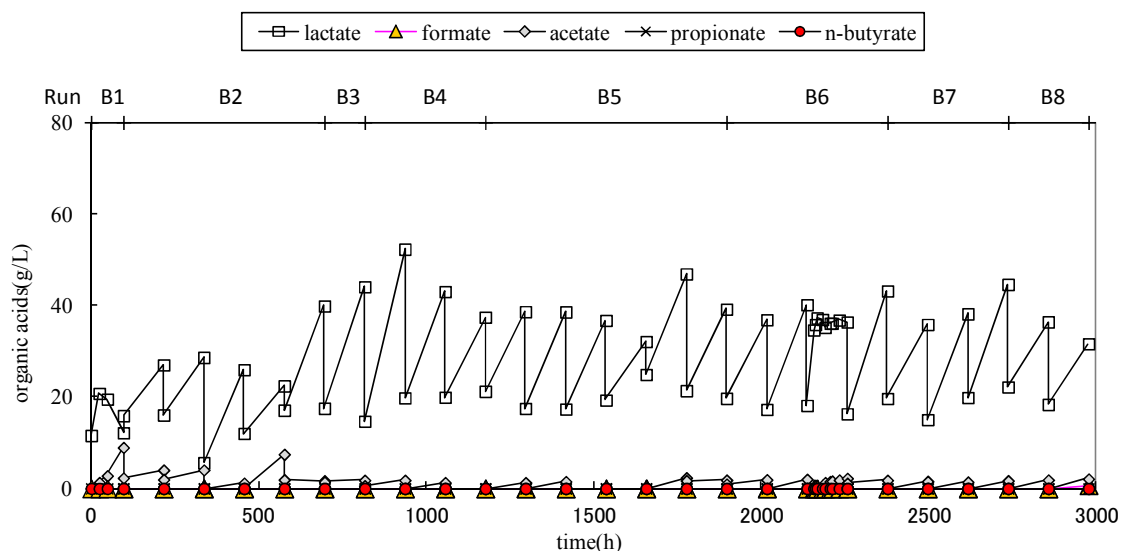 lactate formate acetate propionate n-butyrate
Run B1 B2 B3 B4 B5 B6 B7 B8
80
60
40
20
0
organic acids(g/L)
0 500 1000 1500 2000 2500 3000
time(h)